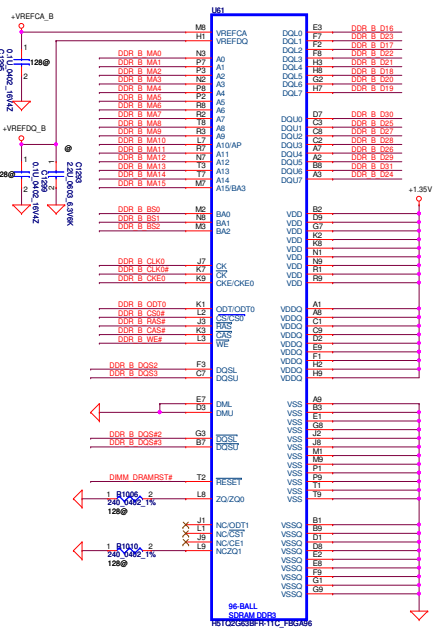 U61
+VREFCA_B
M8 VREFCA
H1 VREFDQ
DDR_B_MA0 N3 A0
DDR_B_MA1 P7 A1
DDR_B_MA2 P3 A2
DDR_B_MA3 N2 A3
DDR_B_MA4 P8 A4
DDR_B_MA5 P2 A5
DDR_B_MA6 R8 A6
DDR_B_MA7 R2 A7
DDR_B_MA8 T8 A8
DDR_B_MA9 R3 A9
DDR_B_MA10 L7 A10/AP
DDR_B_MA11 R7 A11
DDR_B_MA12 N7 A12
DDR_B_MA13 T3 A13
DDR_B_MA14 T7 A14
DDR_B_MA15 M7 A15/BA3
0.1U_0402_16V4Z
128@
+VREFDQ_B
@
C1293
2.2U_0603_6.3V6K
C1299
0.1U_0402_16V4Z
DDR_B_BS0 M2 BA0
DDR_B_BS1 N8 BA1
DDR_B_BS2 M3 BA2
DDR_B_CLK0 J7 CK
DDR_B_CLK0# K7 CK
DDR_B_CKE0 K9 CKE/CKE0
DDR_B_ODT0 K1 ODT/ODT0
DDR_B_CS0# L2 CS/CS0
DDR_B_RAS# J3 RAS
DDR_B_CAS# K3 CAS
DDR_B_WE# L3 WE
DDR_B_DQS2 F3 DQSL
DDR_B_DQS3 C7 DQSU
E7 DML
D3 DMU
DDR_B_DQS#2 G3 DQSL
DDR_B_DQS#3 B7 DQSU
DIMM_DRAMRST# T2 RESET
1 R1006 2 L8 ZQ/ZQ0
240_0402_1%
128@
J1 NC/ODT1
L1 NC/CS1
J9 NC/CE1
1 R1010 2 L9 NCZQ1
240_0402_1%
128@
DQL0 E3 DDR_B_D16
DQL1 F7 DDR_B_D23
DQL2 F2 DDR_B_D17
DQL3 F8 DDR_B_D22
DQL4 H3 DDR_B_D21
DQL5 H8 DDR_B_D18
DQL6 G2 DDR_B_D20
DQL7 H7 DDR_B_D19
DQU0 D7 DDR_B_D30
DQU1 C3 DDR_B_D25
DQU2 C8 DDR_B_D27
DQU3 C2 DDR_B_D28
DQU4 A7 DDR_B_D26
DQU5 A2 DDR_B_D29
DQU6 B8 DDR_B_D31
DQU7 A3 DDR_B_D24
+1.35V
VDD B2
VDD D9
VDD G7
VDD K2
VDD K8
VDD N1
VDD N9
VDD R1
VDD R9
VDDQ A1
VDDQ A8
VDDQ C1
VDDQ C9
VDDQ D2
VDDQ E9
VDDQ F1
VDDQ H2
VDDQ H9
VSS A9
VSS B3
VSS E1
VSS G8
VSS J2
VSS J8
VSS M1
VSS M9
VSS P1
VSS P9
VSS T1
VSS T9
VSSQ B1
VSSQ B9
VSSQ D1
VSSQ D8
VSSQ E2
VSSQ E8
VSSQ F9
VSSQ G1
VSSQ G9
96-BALL
SDRAM DDR3
H5TQ2G63BFR-11C_FBGA96